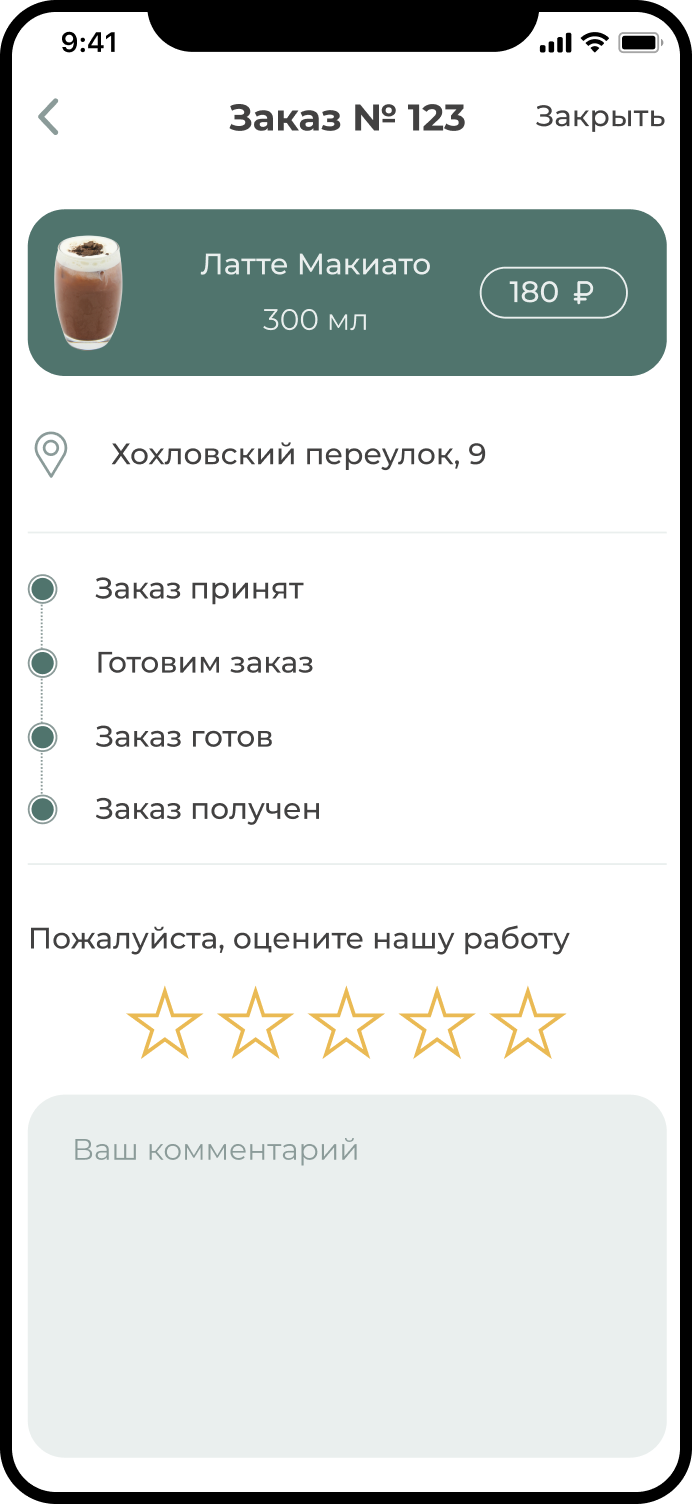 9:41
Заказ № 123
Закрыть
Латте Макиато
300 мл
180 ₽
Хохловский переулок, 9
Заказ принят
Готовим заказ
Заказ готов
Заказ получен
Пожалуйста, оцените нашу работу
Ваш комментарий